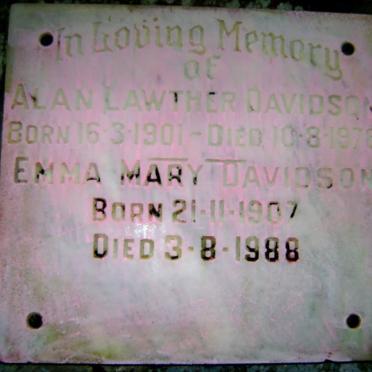 In Loving Memory
of
ALAN LAWTHER DAVIDSON
BORN 16-3-1901 - DIED 10-8-1978
EMMA MARY DAVIDSON
BORN 21-11-1907
DIED 3-8-1988